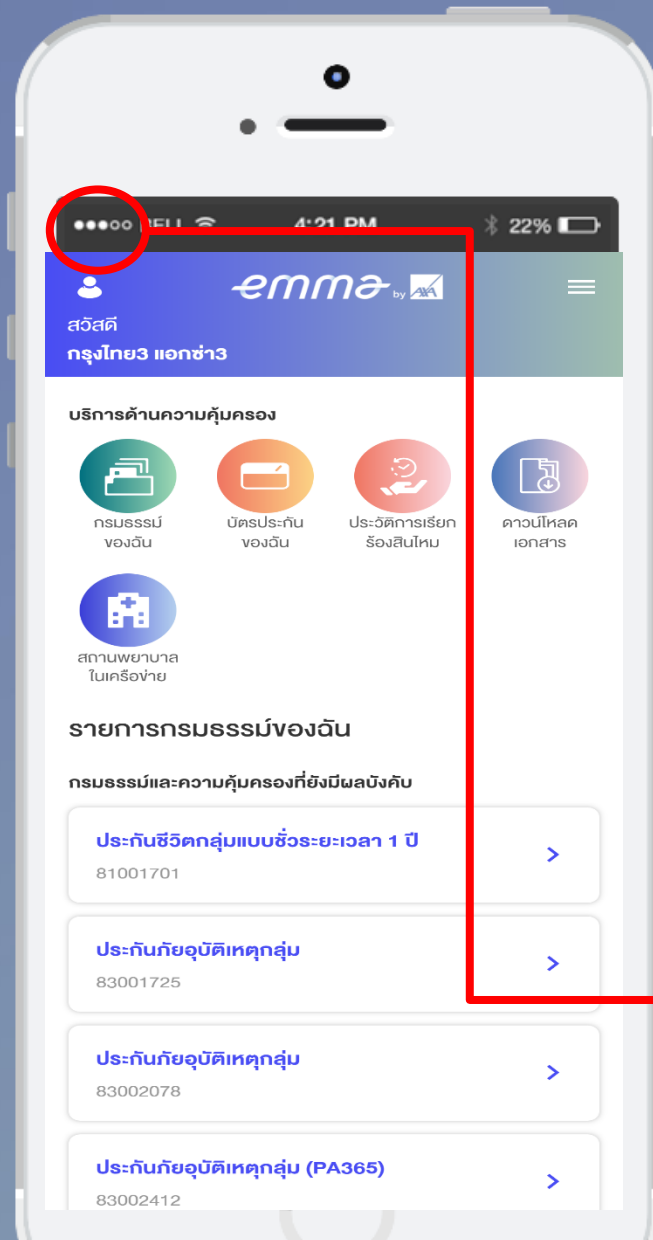 BELL 4:21 PM 22%
emma by AXA
สวัสดี
กรุงไทย3 แอกซ่า3
บริการด้านความคุ้มครอง
กรมธรรม์
ของฉัน
บัตรประกัน
ของฉัน
ประวัติการเรียก
ร้องสินไหม
ดาวน์โหลด
เอกสาร
สถานพยาบาล
ในเครือข่าย
รายการกรมธรรม์ของฉัน
กรมธรรม์และความคุ้มครองที่ยังมีผลบังคับ
ประกันชีวิตกลุ่มแบบชั่วระยะเวลา 1 ปี
81001701
ประกันภัยอุบัติเหตุกลุ่ม
83001725
ประกันภัยอุบัติเหตุกลุ่ม
83002078
ประกันภัยอุบัติเหตุกลุ่ม (PA365)
83002412